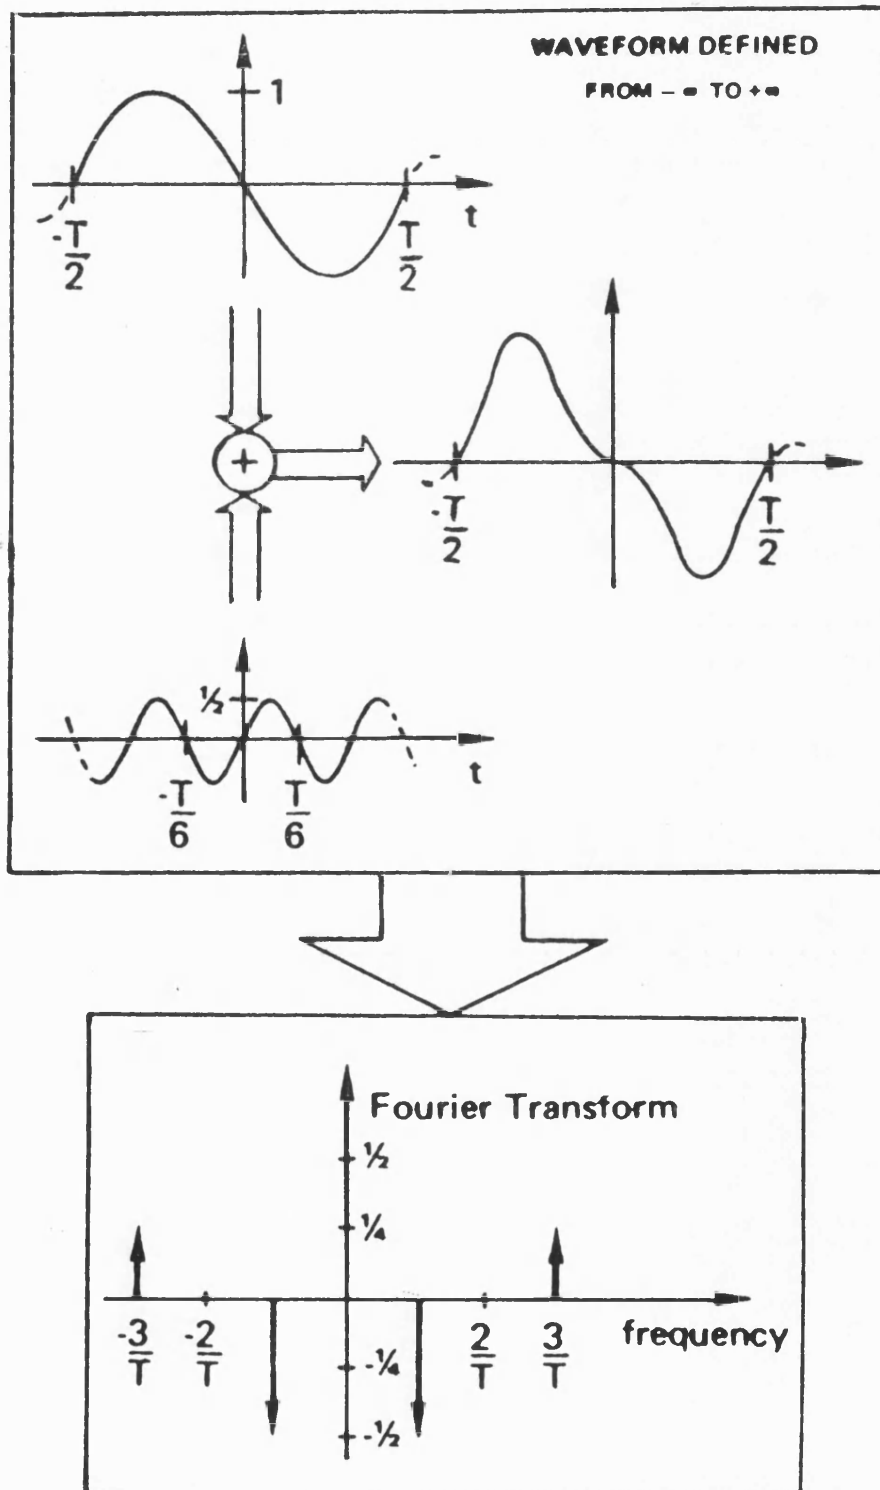 WAVEFORM DEFINED
FROM - ∞ TO +∞
1
t
-T/2
T/2
+
-T/2
T/2
½
t
-T/6
T/6
Fourier Transform
½
¼
-3/T
-2/T
2/T
3/T
frequency
-¼
-½